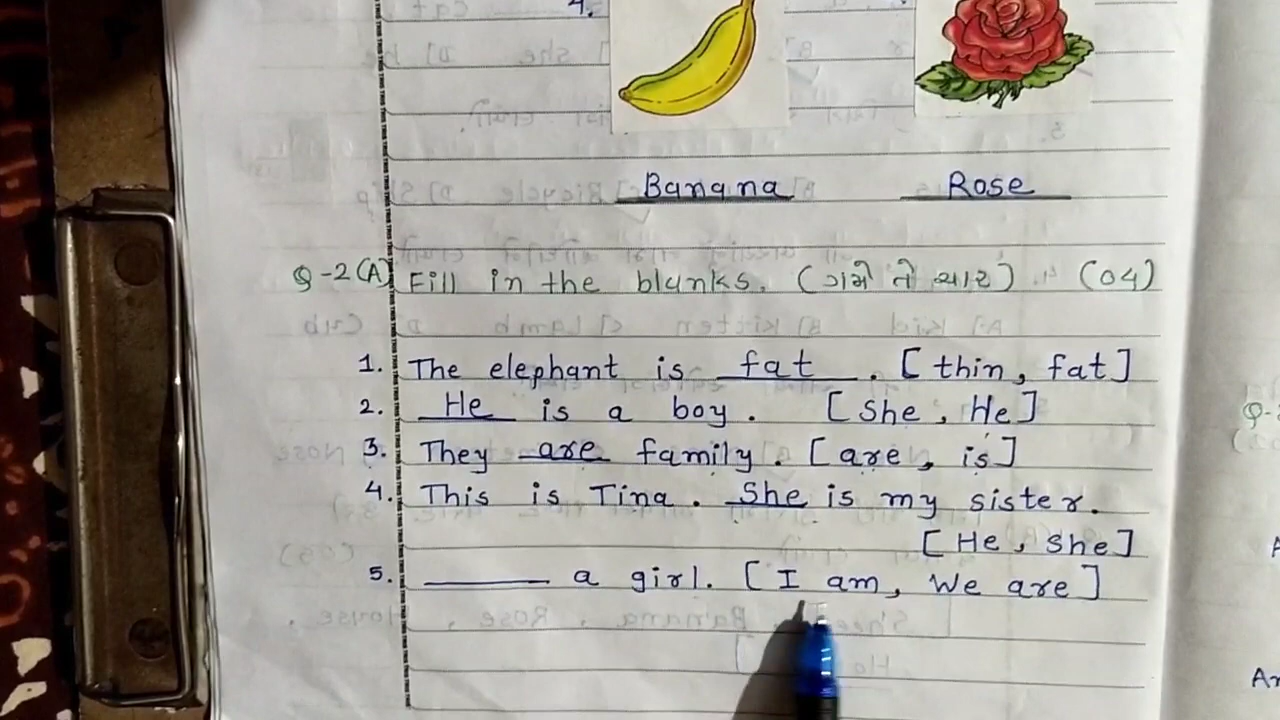 4.
Banana Rose
Q-2(A) Fill in the blanks. (ગમે તે ચાર) (04)
1. The elephant is fat. [thin, fat]
2. He is a boy. [She, He]
3. They are family. [are, is]
4. This is Tina. She is my sister.
[He, She]
5. ______ a girl. [I am, We are]